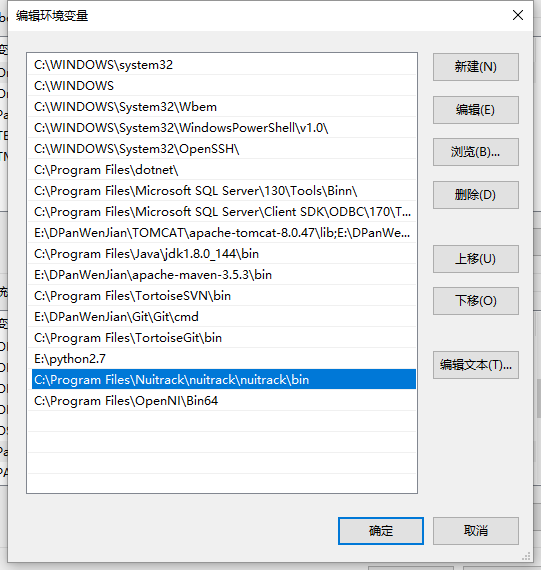 编辑环境变量
C:\WINDOWS\system32
C:\WINDOWS
C:\WINDOWS\System32\Wbem
C:\WINDOWS\System32\WindowsPowerShell\v1.0\
C:\WINDOWS\System32\OpenSSH\
C:\Program Files\dotnet\
C:\Program Files\Microsoft SQL Server\130\Tools\Binn\
C:\Program Files\Microsoft SQL Server\Client SDK\ODBC\170\T...
E:\DPanWenJian\TOMCAT\apache-tomcat-8.0.47\lib;E:\DPanWe...
C:\Program Files\Java\jdk1.8.0_144\bin
E:\DPanWenJian\apache-maven-3.5.3\bin
C:\Program Files\TortoiseSVN\bin
E:\DPanWenJian\Git\Git\cmd
C:\Program Files\TortoiseGit\bin
E:\python2.7
C:\Program Files\Nuitrack\nuitrack\nuitrack\bin
C:\Program Files\OpenNI\Bin64
新建(N)
编辑(E)
浏览(B)...
删除(D)
上移(U)
下移(O)
编辑文本(T)...
确定
取消